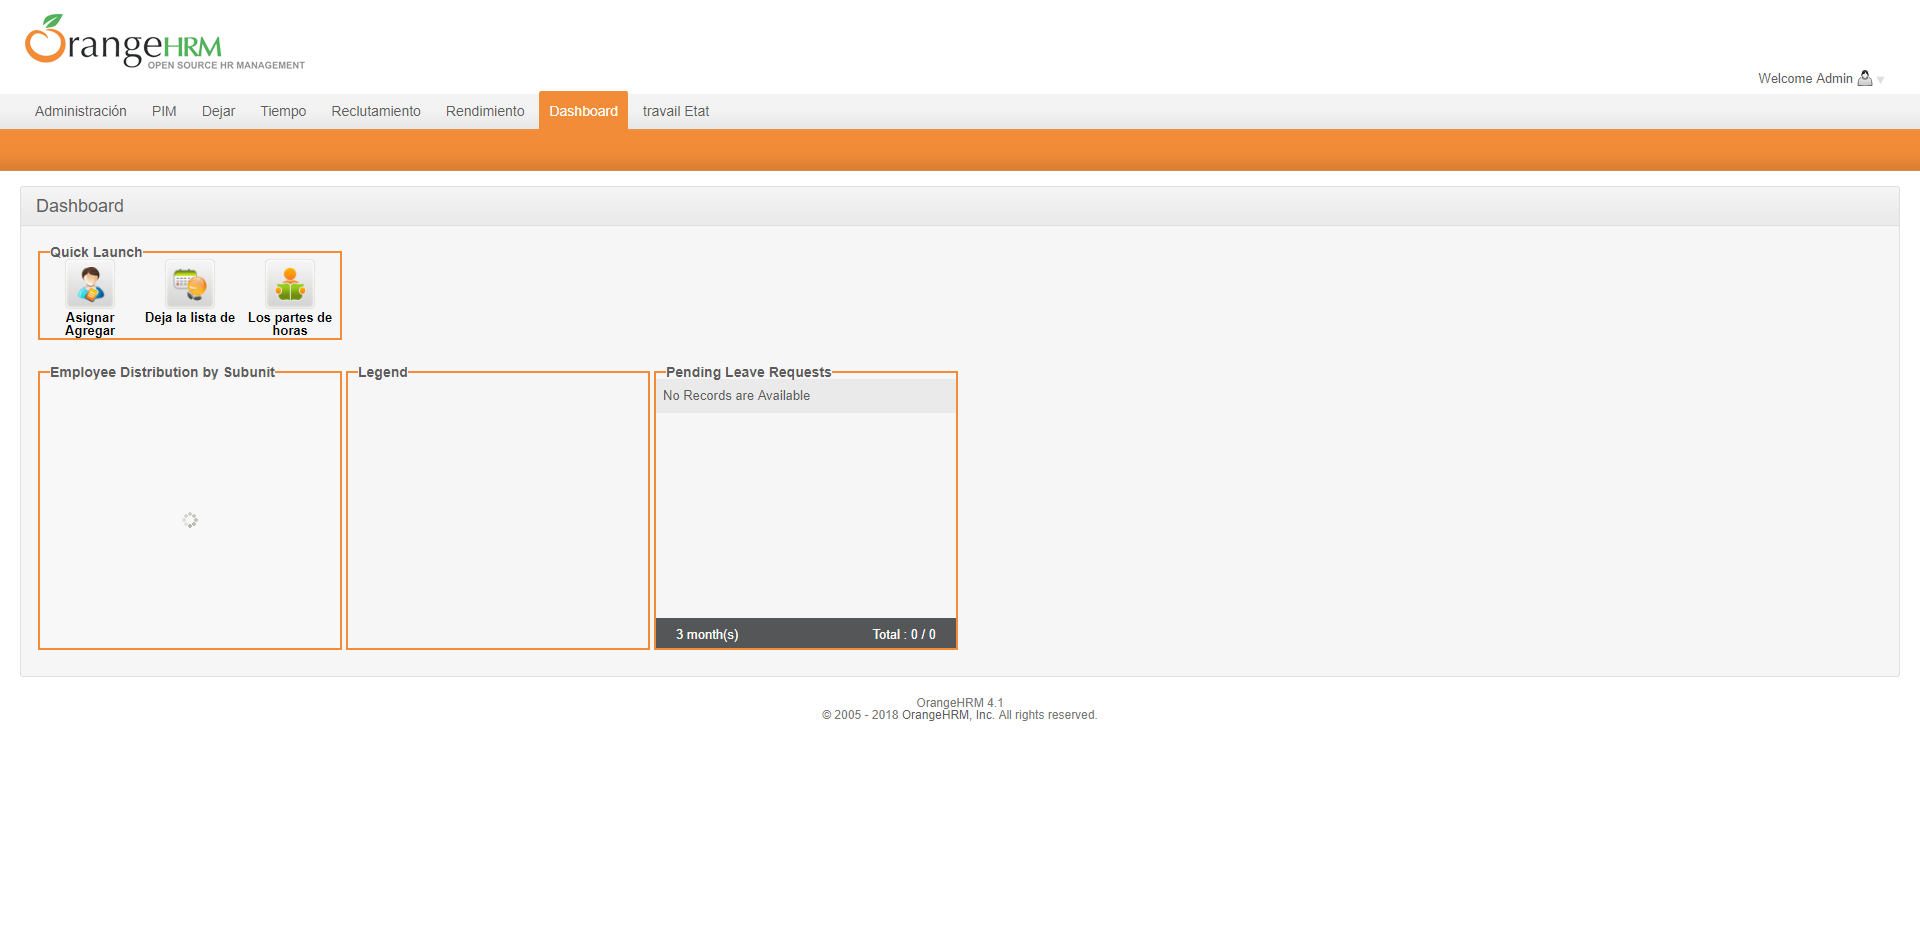 OrangeHRM
OPEN SOURCE HR MANAGEMENT
Welcome Admin
Administración PIM Dejar Tiempo Reclutamiento Rendimiento Dashboard travail Etat
Dashboard
Quick Launch
Asignar Agregar
Deja la lista de
Los partes de horas
Employee Distribution by Subunit
Legend
Pending Leave Requests
No Records are Available
3 month(s) Total : 0 / 0
OrangeHRM 4.1
© 2005 - 2018 OrangeHRM, Inc. All rights reserved.